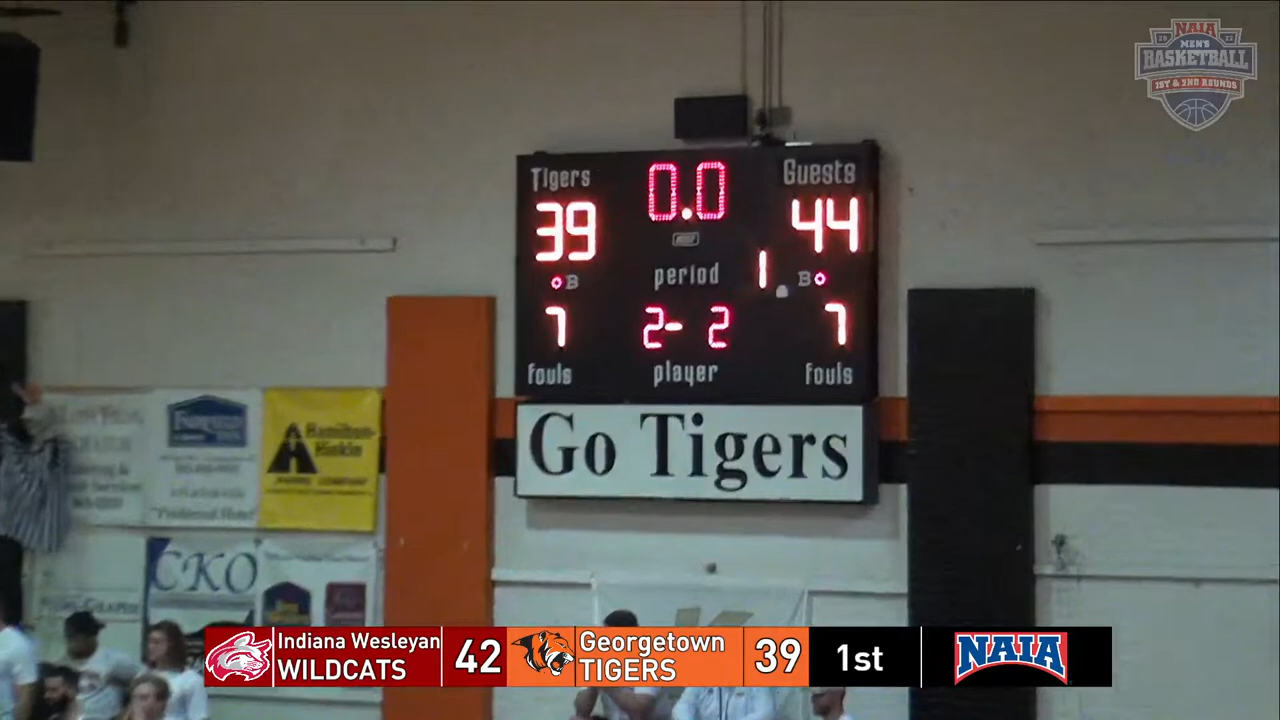 NAIA
MEN'S
BASKETBALL
1ST & 2ND ROUNDS
Tigers 0.0 Guests
39 44
B period 1 B
7 2- 2 7
fouls player fouls
Go Tigers
Hamilton-
Hinkle
CKO
Indiana Wesleyan
WILDCATS
42
Georgetown
TIGERS
39
1st
NAIA